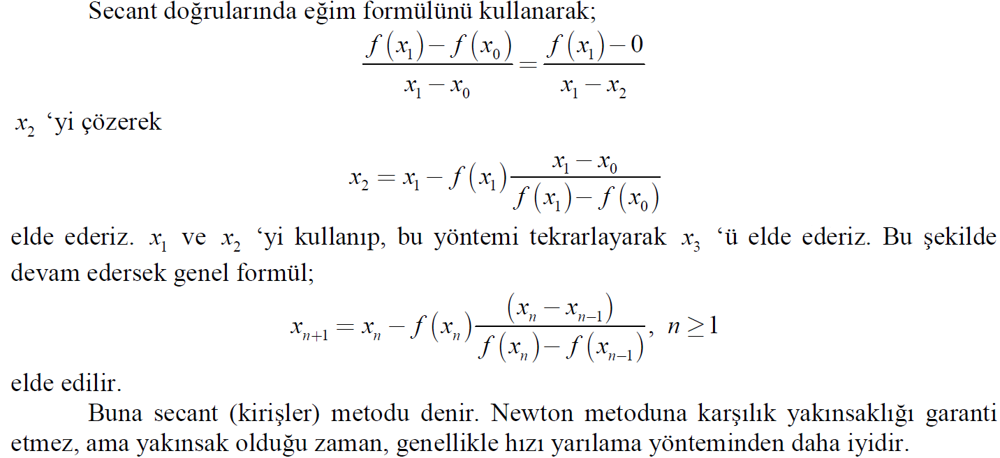 Secant doğrularında eğim formülünü kullanarak;
\frac{f(x_1)-f(x_0)}{x_1-x_0}=\frac{f(x_1)-0}{x_1-x_2}
x_2 ‘yi çözerek
x_2=x_1-f(x_1)\frac{x_1-x_0}{f(x_1)-f(x_0)}
elde ederiz. x_1 ve x_2 ‘yi kullanıp, bu yöntemi tekrarlayarak x_3 ‘ü elde ederiz. Bu şekilde
devam edersek genel formül;
x_{n+1}=x_n-f(x_n)\frac{(x_n-x_{n-1})}{f(x_n)-f(x_{n-1})}, n≥1
elde edilir.
Buna secant (kirişler) metodu denir. Newton metoduna karşılık yakınsaklığı garanti
etmez, ama yakınsak olduğu zaman, genellikle hızı yarılama yönteminden daha iyidir.